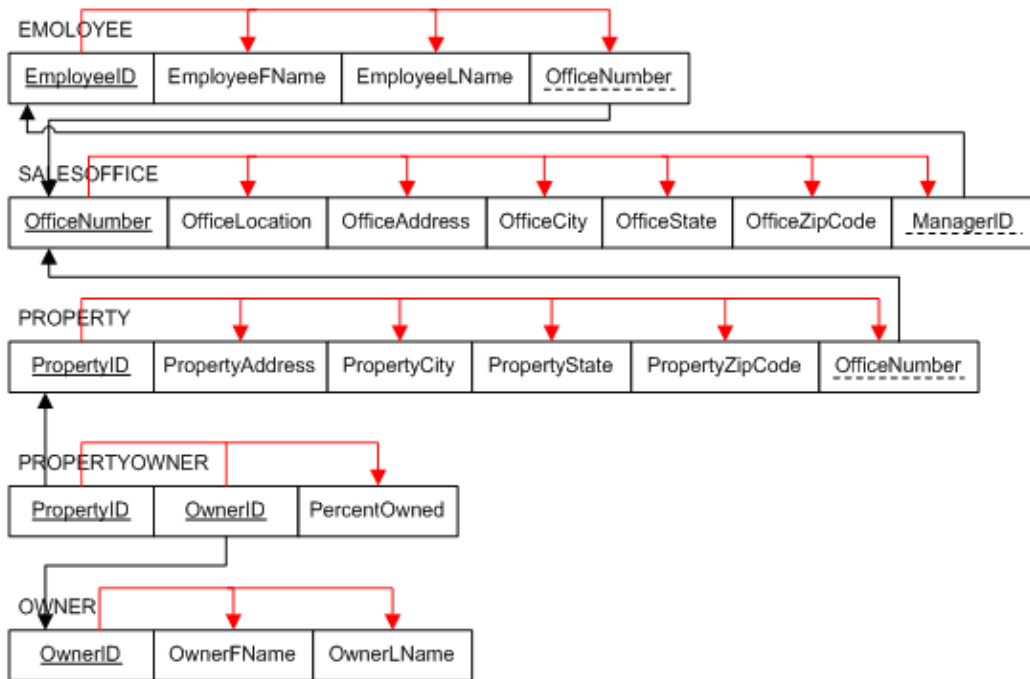 EMOLOYEE
EmployeeID EmployeeFName EmployeeLName OfficeNumber
SALESOFFICE
OfficeNumber OfficeLocation OfficeAddress OfficeCity OfficeState OfficeZipCode ManagerID
PROPERTY
PropertyID PropertyAddress PropertyCity PropertyState PropertyZipCode OfficeNumber
PROPERTYOWNER
PropertyID OwnerID PercentOwned
OWNER
OwnerID OwnerFName OwnerLName